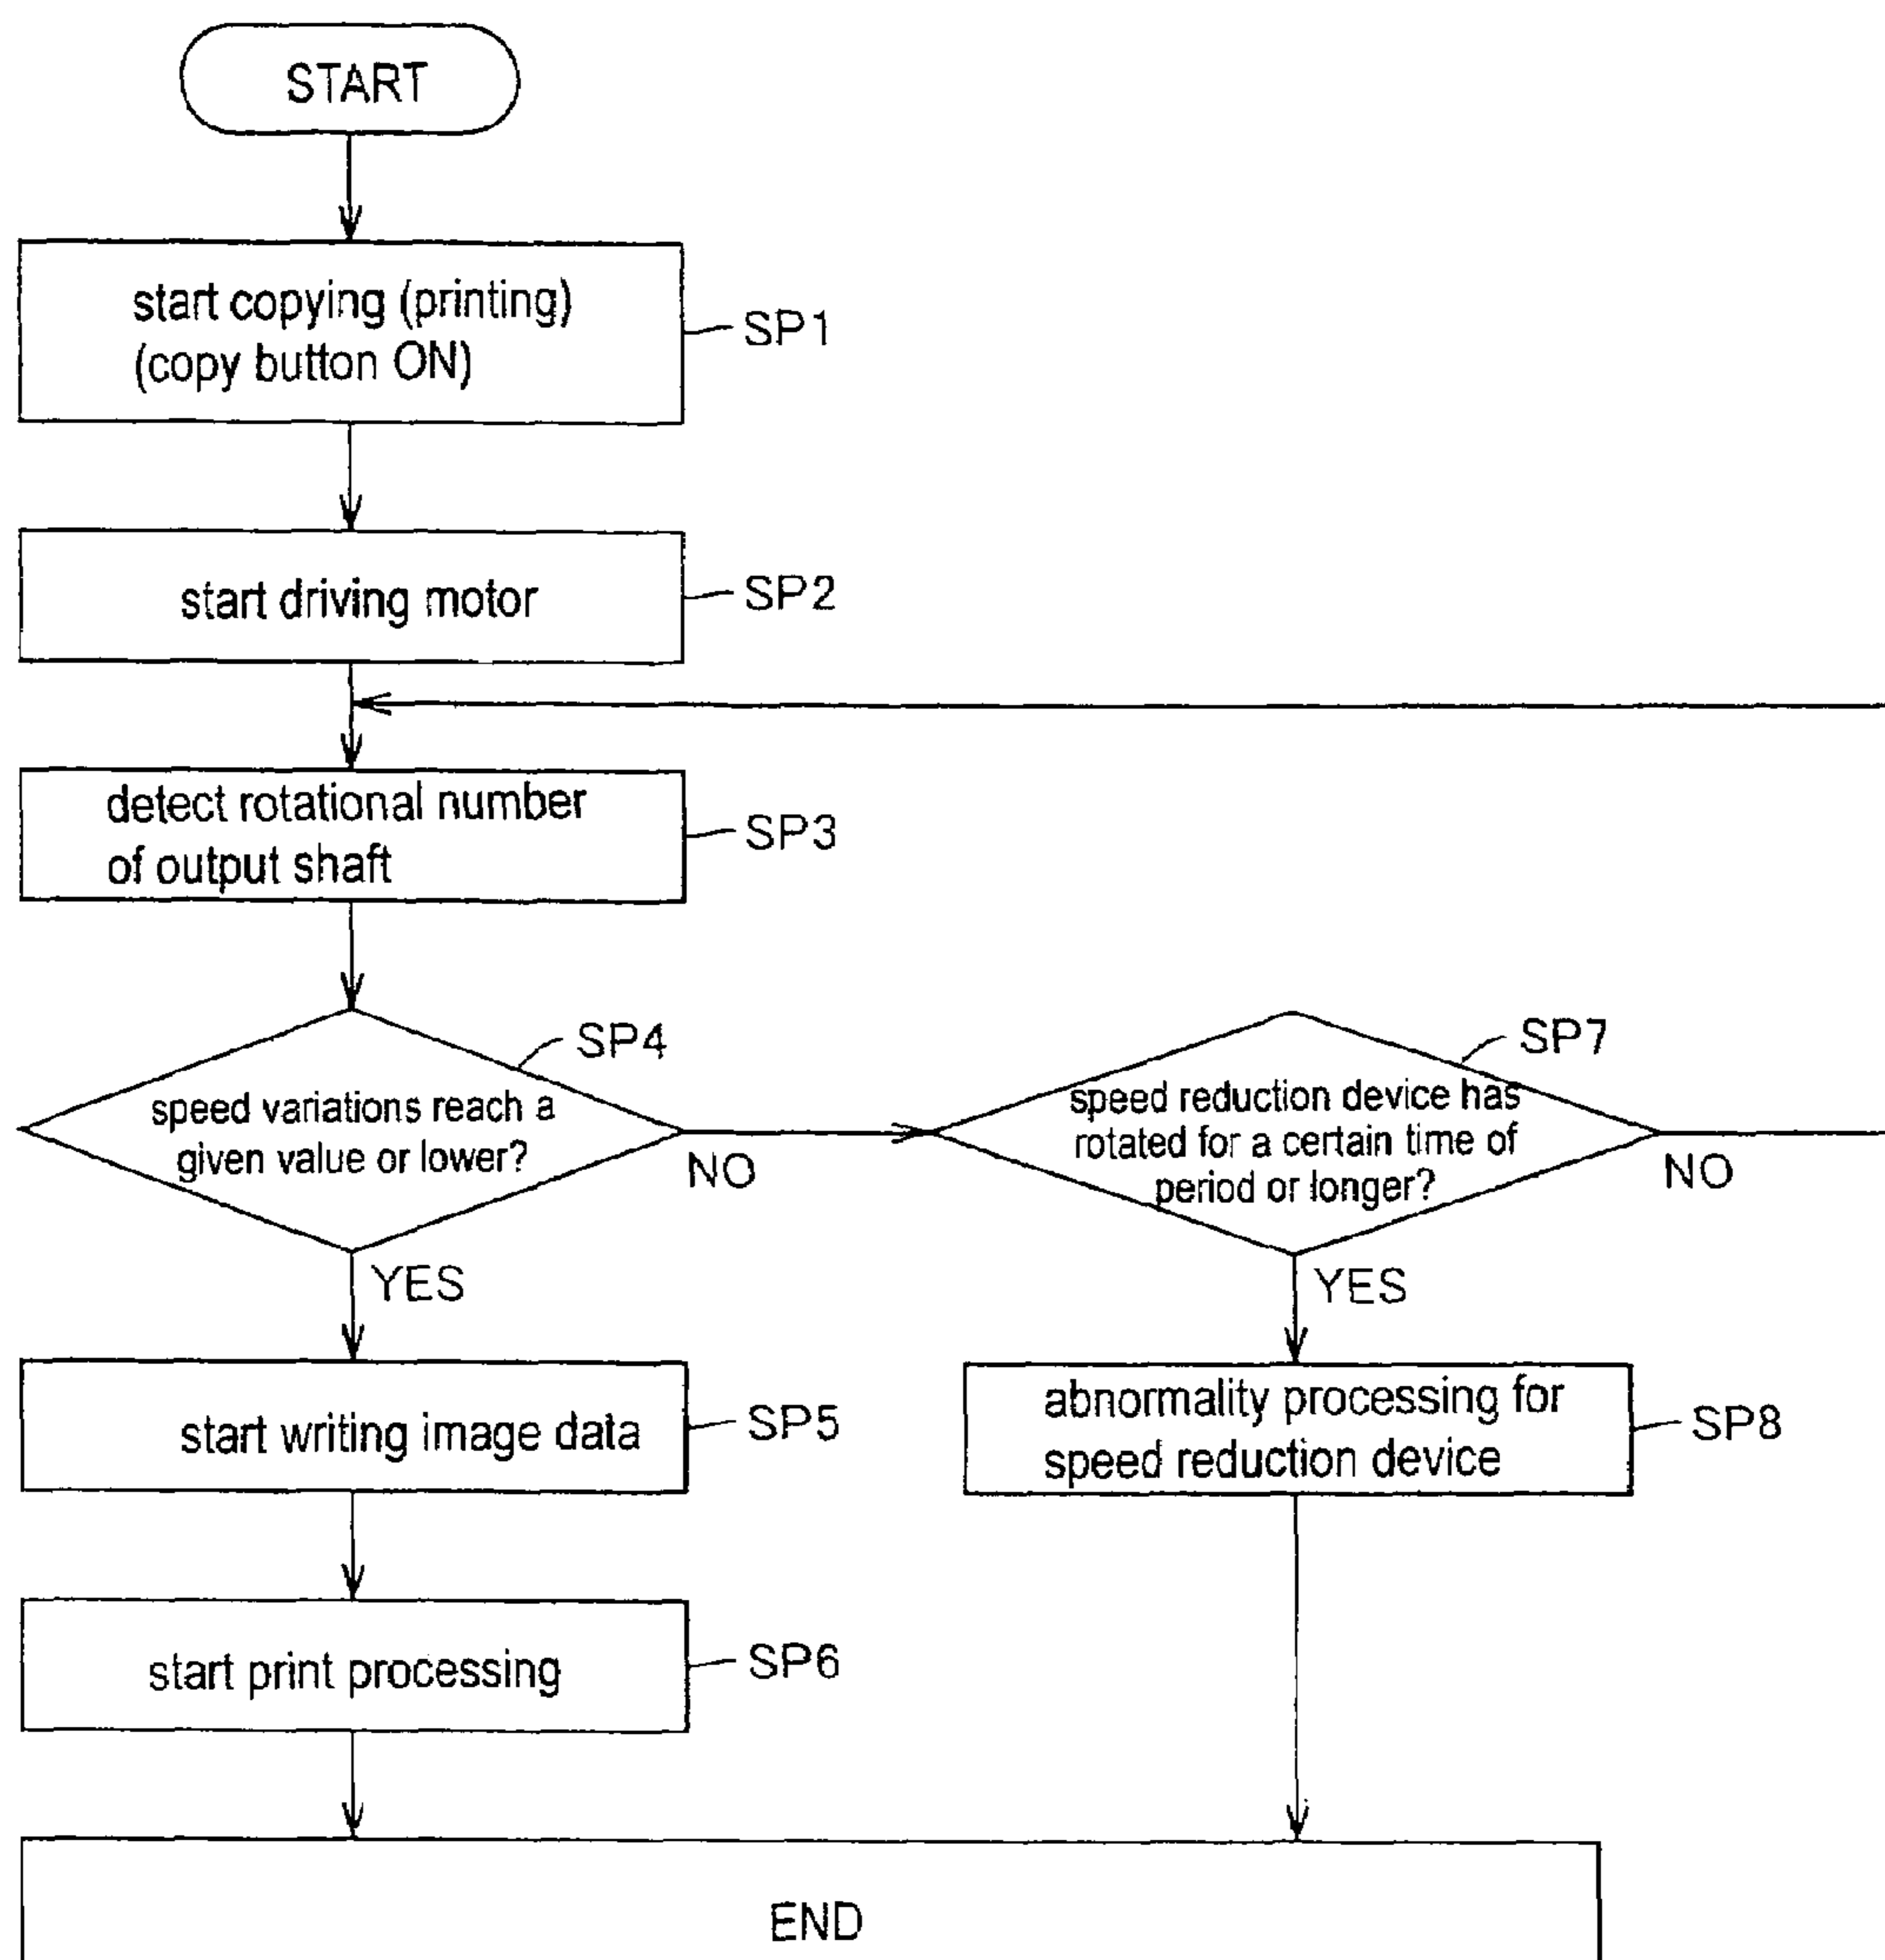 START
start copying (printing)
(copy button ON)
SP1
start driving motor
SP2
detect rotational number
of output shaft
SP3
SP4
speed variations reach a
given value or lower?
NO
YES
SP7
speed reduction device has
rotated for a certain time of
period or longer?
NO
YES
start writing image data
SP5
abnormality processing for
speed reduction device
SP8
start print processing
SP6
END